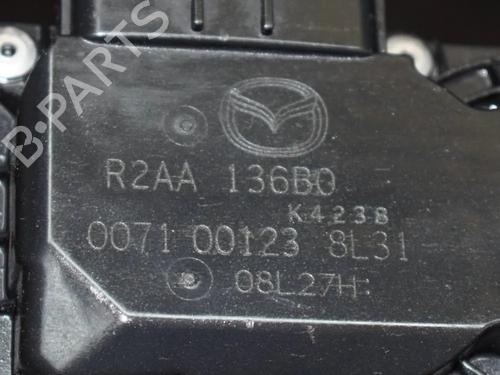 B-PARTS
R2AA 136B0
K423B
0071 00123 8L31
08L27H